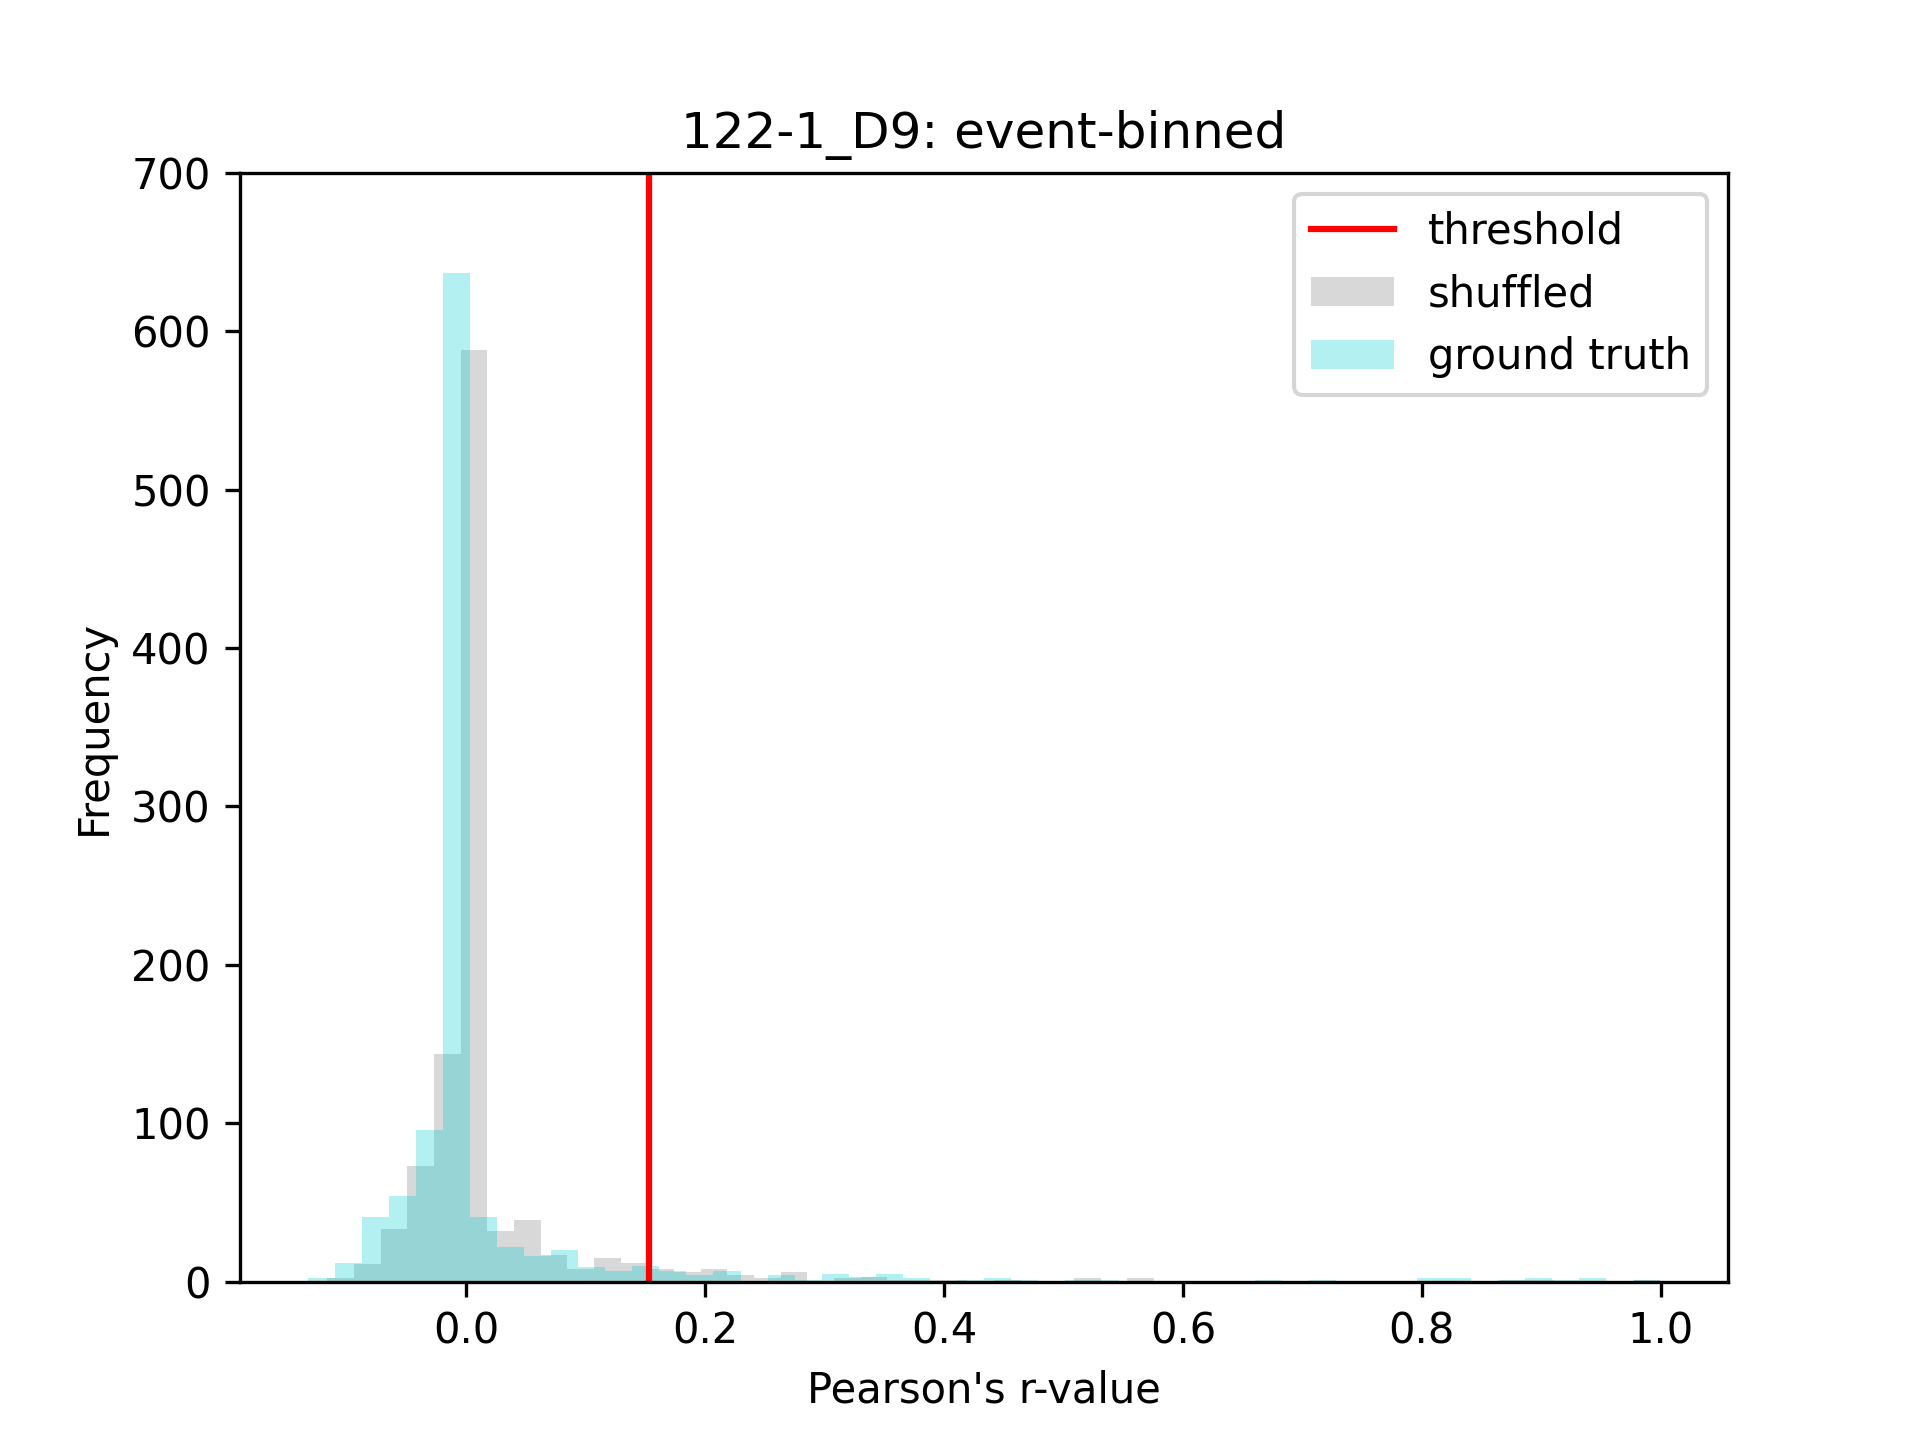 122-1_D9: event-binned
700
600
500
400
300
200
100
0
Frequency
threshold
shuffled
ground truth
0.0 0.2 0.4 0.6 0.8 1.0
Pearson's r-value